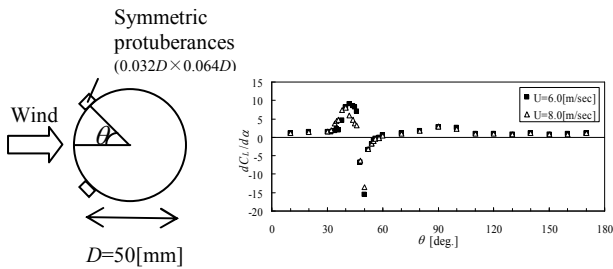 Symmetric
protuberances
(0.032D×0.064D)
Wind
θ
D=50[mm]
dCL/dα
15
10
5
0
-5
-10
-15
-20
■ U=6.0[m/sec]
△ U=8.0[m/sec]
0 30 60 90 120 150 180
θ [deg.]